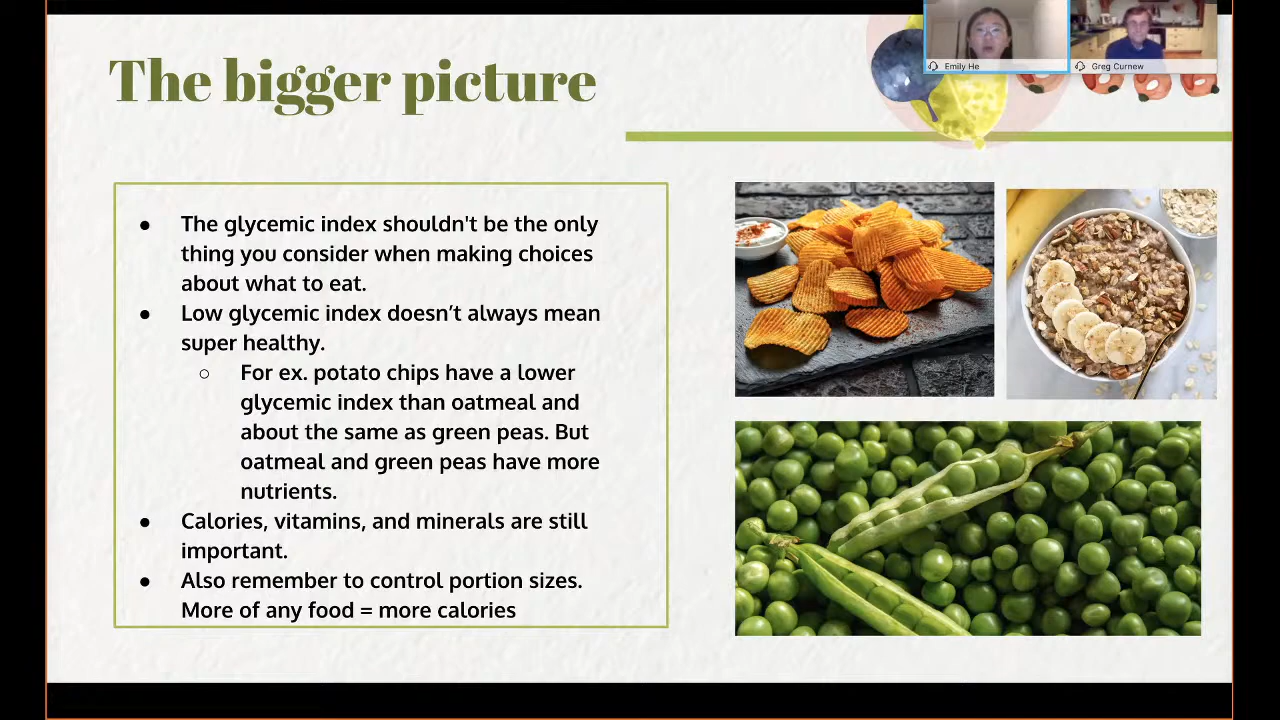 Emily He
Greg Curnew
The bigger picture
● The glycemic index shouldn't be the only
thing you consider when making choices
about what to eat.
● Low glycemic index doesn’t always mean
super healthy.
○ For ex. potato chips have a lower
glycemic index than oatmeal and
about the same as green peas. But
oatmeal and green peas have more
nutrients.
● Calories, vitamins, and minerals are still
important.
● Also remember to control portion sizes.
More of any food = more calories